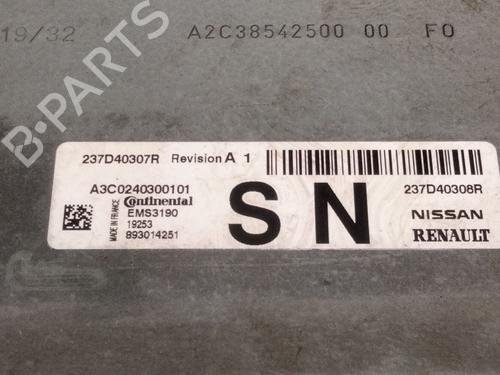 19/32 A2C38542500 00 F0
B-PARTS
237D40307R Revision A 1
A3C0240300101 237D40308R
MADE IN FRANCE
Continental
EMS3190
19253
893014251
S N
NISSAN
RENAULT